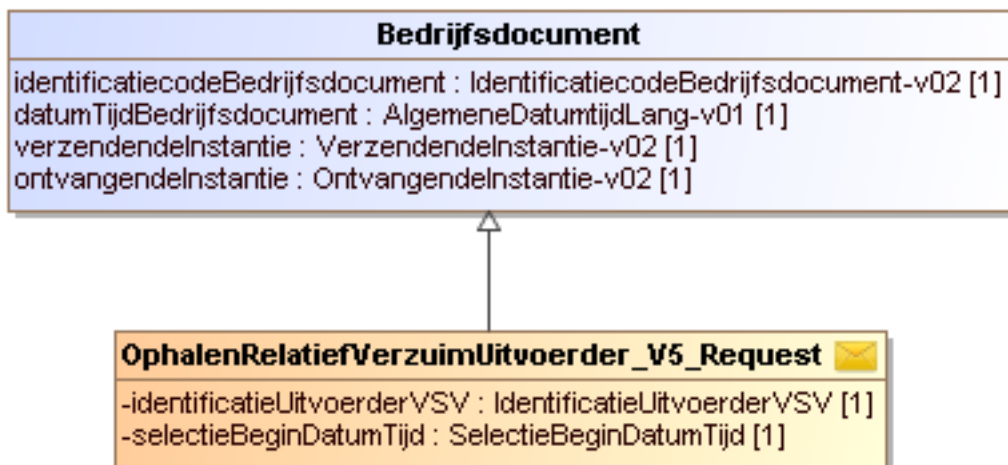 Bedrijfsdocument
identificatiecodeBedrijfsdocument : IdentificatiecodeBedrijfsdocument-v02 [1]
datumTijdBedrijfsdocument : AlgemeneDatumtijdLang-v01 [1]
verzendendeInstantie : VerzendendeInstantie-v02 [1]
ontvangendeInstantie : OntvangendeInstantie-v02 [1]
OphalenRelatiefVerzuimUitvoerder_V5_Request
-identificatieUitvoerderVSV : IdentificatieUitvoerderVSV [1]
-selectieBeginDatumTijd : SelectieBeginDatumTijd [1]